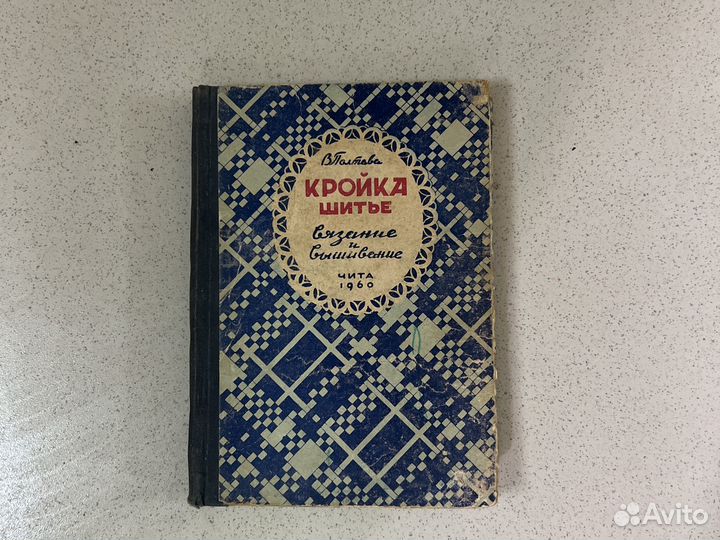 В. Полтава
КРОЙКА
ШИТЬЕ
вязание
и
вышивание
ЧИТА
1960
Avito